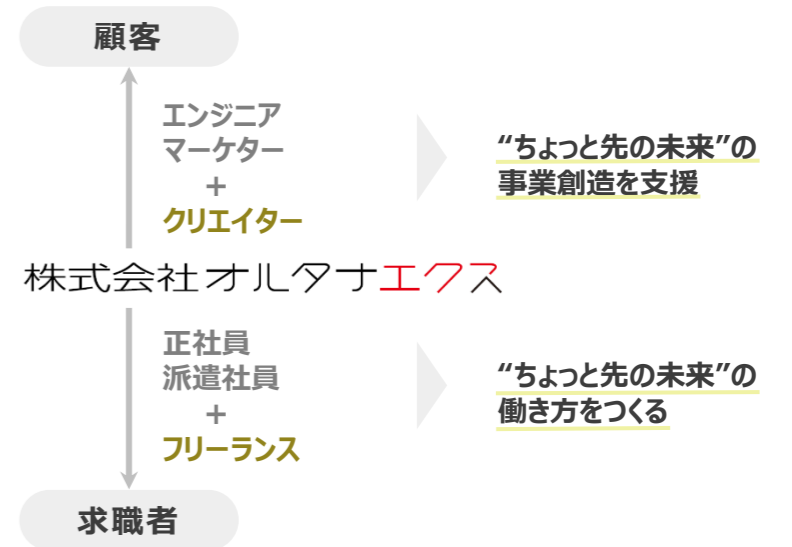 顧客
エンジニア
マーケター
+
クリエイター
“ちょっと先の未来”の
事業創造を支援
株式会社オルタナエクス
正社員
派遣社員
+
フリーランス
“ちょっと先の未来”の
働き方をつくる
求職者